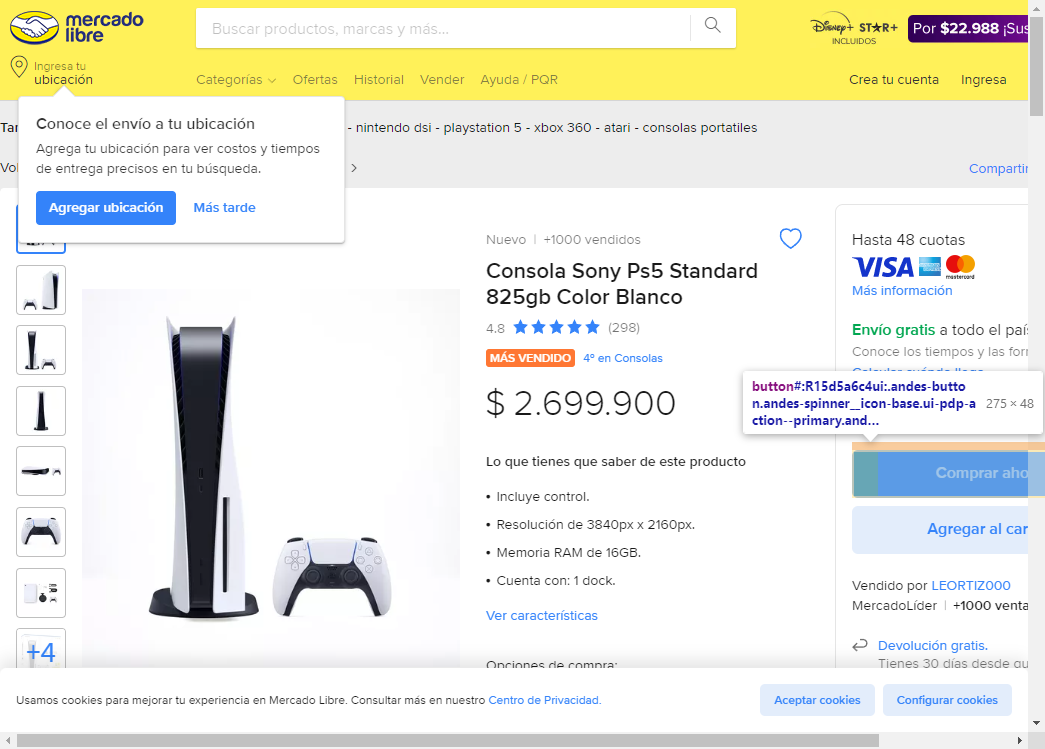 mercado
libre
Buscar productos, marcas y más...
Disney+ STAR+
INCLUIDOS
Por $22.988 ¡Sus
Ingresa tu
ubicación
Categorías
Ofertas
Historial
Vender
Ayuda / PQR
Crea tu cuenta
Ingresa
Conoce el envío a tu ubicación
Agrega tu ubicación para ver costos y tiempos
de entrega precisos en tu búsqueda.
Agregar ubicación
Más tarde
- nintendo dsi - playstation 5 - xbox 360 - atari - consolas portatiles
Compartir
Nuevo | +1000 vendidos
Consola Sony Ps5 Standard
825gb Color Blanco
4.8 (298)
MÁS VENDIDO 4º en Consolas
$ 2.699.900
Lo que tienes que saber de este producto
• Incluye control.
• Resolución de 3840px x 2160px.
• Memoria RAM de 16GB.
• Cuenta con: 1 dock.
Ver características
Opciones de compra:
+4
Hasta 48 cuotas
VISA
mastercard
Más información
Envío gratis a todo el país
Conoce los tiempos y las for
button#:R15d5a6c4ui:.andes-butto
n.andes-spinner__icon-base.ui-pdp-a
ction--primary.and...
275 × 48
Comprar aho
Agregar al car
Vendido por LEORTIZ000
MercadoLíder | +1000 venta
Devolución gratis.
Tienes 30 días desde qu
Usamos cookies para mejorar tu experiencia en Mercado Libre. Consultar más en nuestro Centro de Privacidad.
Aceptar cookies
Configurar cookies